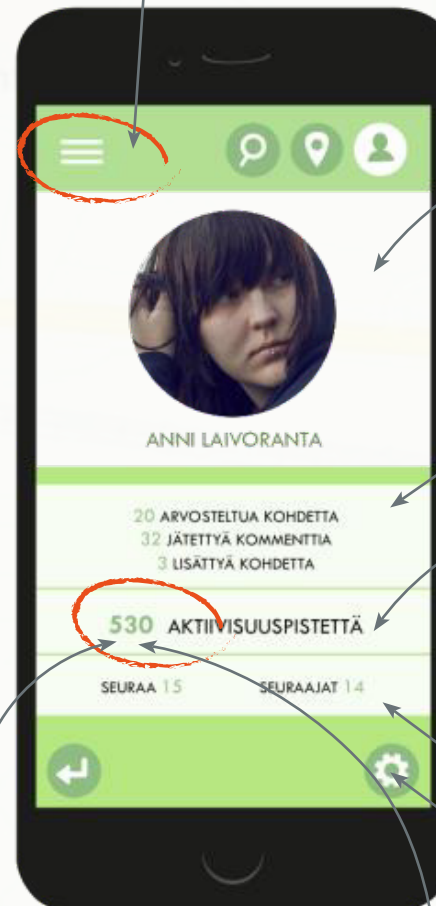 ANNI LAIVORANTA
20 ARVOSTELTUA KOHDETTA
32 JÄTETTYÄ KOMMENTTIA
3 LISÄTTYÄ KOHDETTA
530 AKTIIVISUUSPISTETTÄ
SEURAA 15 SEURAAJAT 14